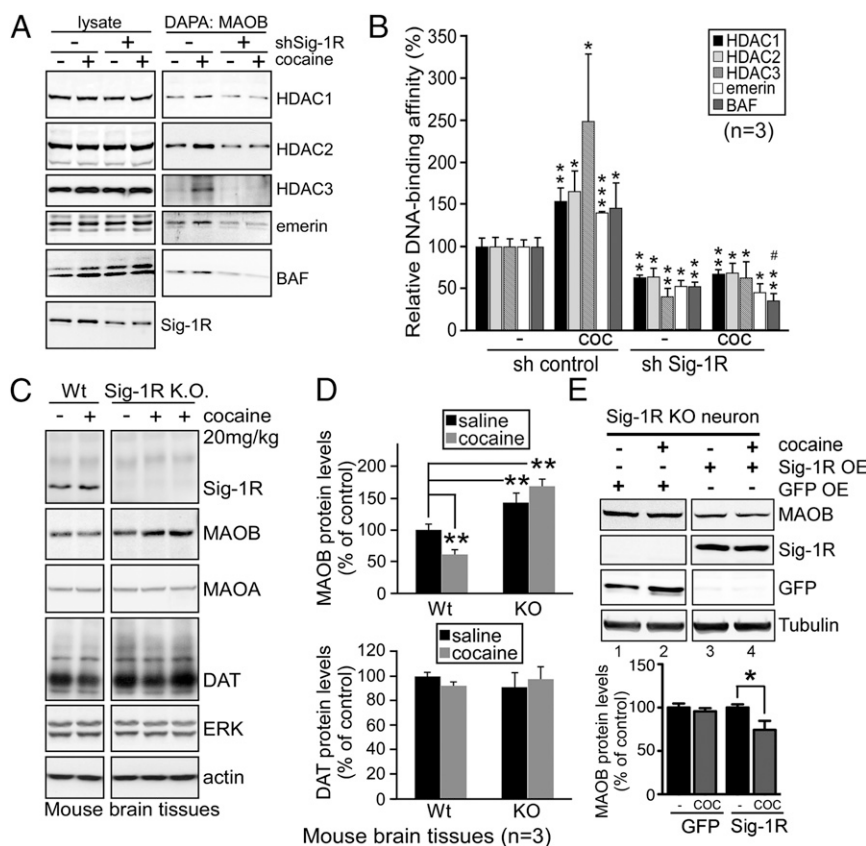 A
lysate DAPA: MAOB
- + - + shSig-1R
- + - + - + - + cocaine
HDAC1
HDAC2
HDAC3
emerin
BAF
Sig-1R
B
Relative DNA-binding affinity (%)
350
300
250
200
150
100
50
0
HDAC1
HDAC2
HDAC3
emerin
BAF
(n=3)
** * * *** *
** * * * ** ** * * * ** #
- COC - COC
sh control sh Sig-1R
C
Wt Sig-1R K.O.
- + - + + cocaine
20mg/kg
Sig-1R
MAOB
MAOA
DAT
ERK
actin
Mouse brain tissues
D
saline
cocaine
MAOB protein levels
(% of control)
200
150
100
50
0
** ** **
Wt KO
saline
cocaine
DAT protein levels
(% of control)
120
100
80
60
40
20
0
Wt KO
Mouse brain tissues (n=3)
E
Sig-1R KO neuron
- + - + cocaine
- - + + Sig-1R OE
+ + - - GFP OE
MAOB
Sig-1R
GFP
Tubulin
1 2 3 4
MAOB protein levels
(% of control)
100
50
0
*
- COC - COC
GFP Sig-1R